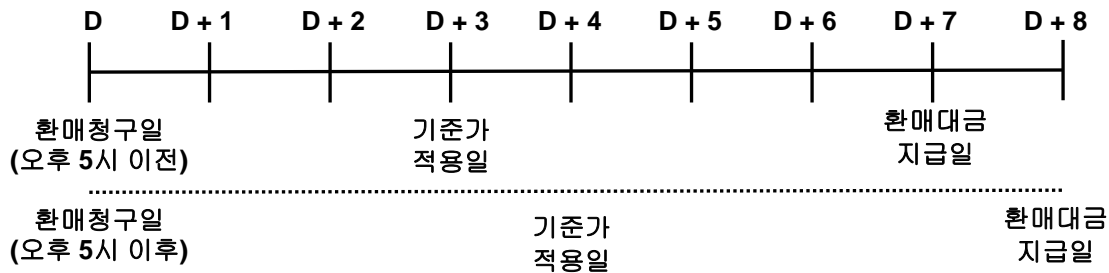 D D + 1 D + 2 D + 3 D + 4 D + 5 D + 6 D + 7 D + 8
환매청구일
(오후 5시 이전)
기준가
적용일
환매대금
지급일
환매청구일
(오후 5시 이후)
기준가
적용일
환매대금
지급일